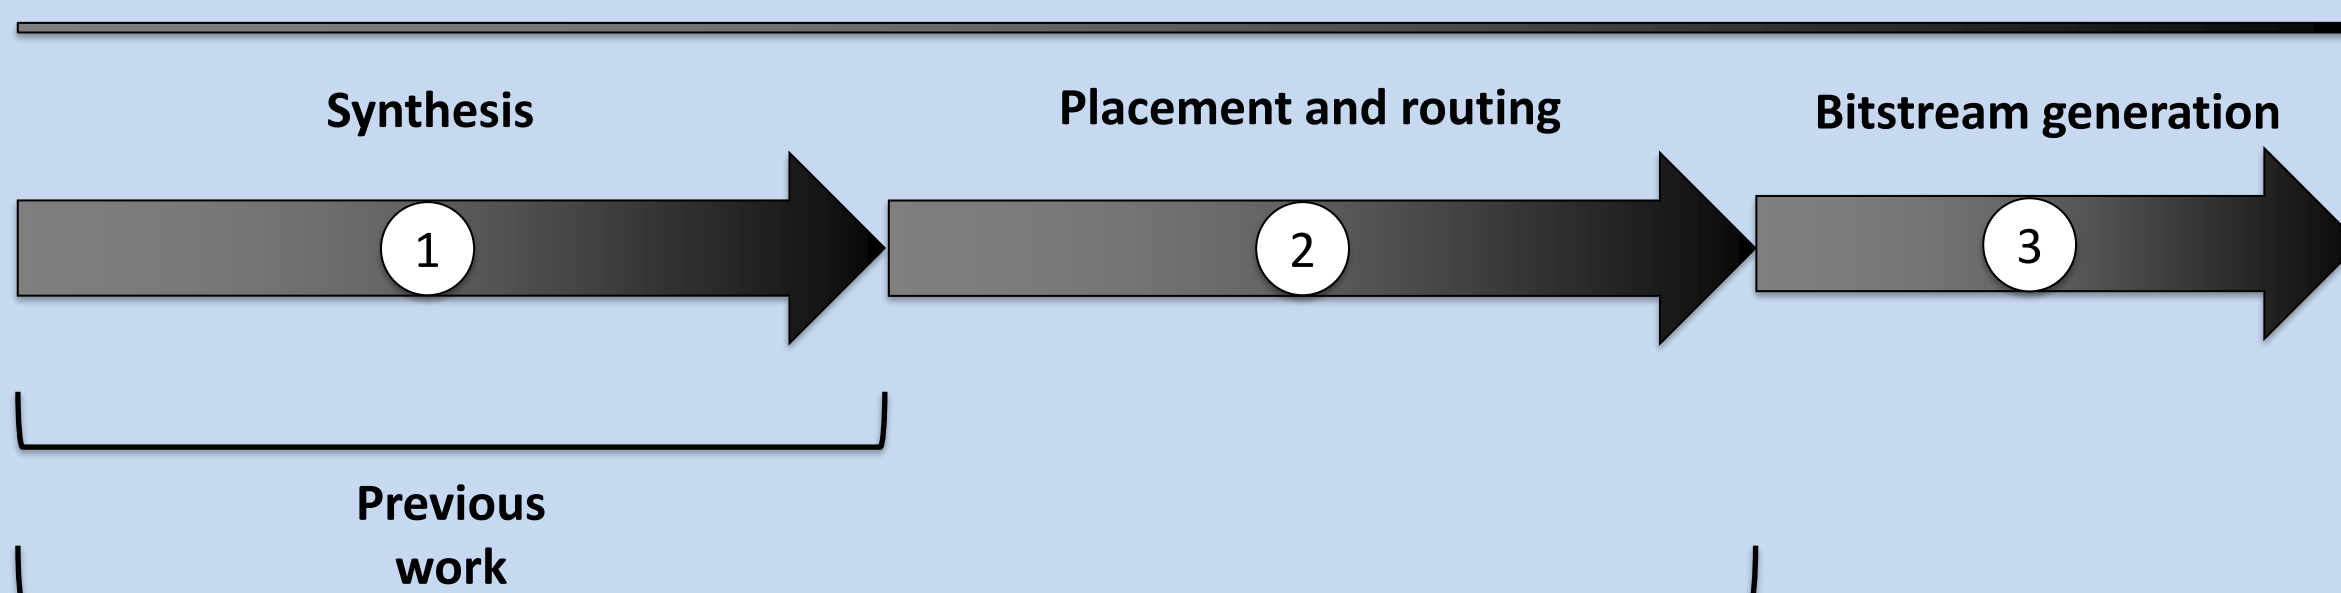 Synthesis
Placement and routing
Bitstream generation
1
2
3
Previous
work